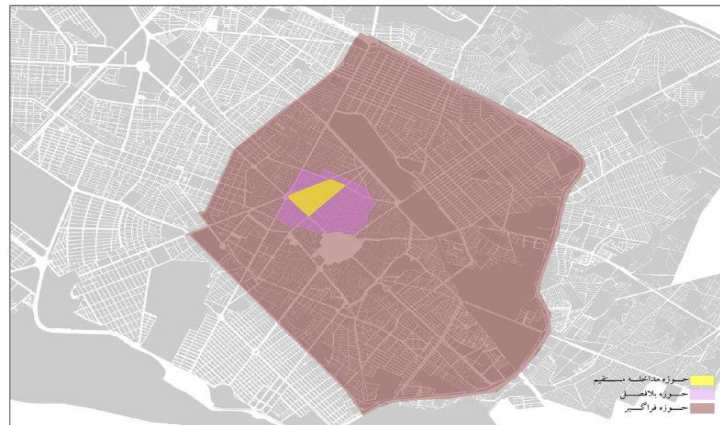 حوزه مداخله مستقیم
حوزه بلافصل
حوزه فراگیر